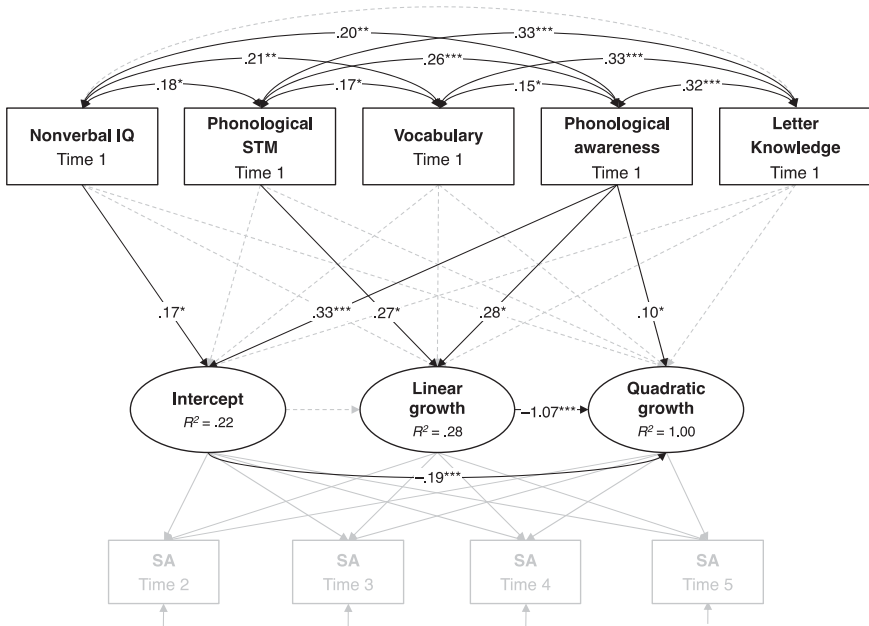 .20** .33***
.21** .26*** .33***
.18* .17* .15* .32***
Nonverbal IQ
Time 1
Phonological
STM
Time 1
Vocabulary
Time 1
Phonological
awareness
Time 1
Letter
Knowledge
Time 1
.17* .33*** .27* .28* .10*
Intercept
R² = .22
Linear
growth
R² = .28
−1.07***
Quadratic
growth
R² = 1.00
−.19***
SA
Time 2
SA
Time 3
SA
Time 4
SA
Time 5